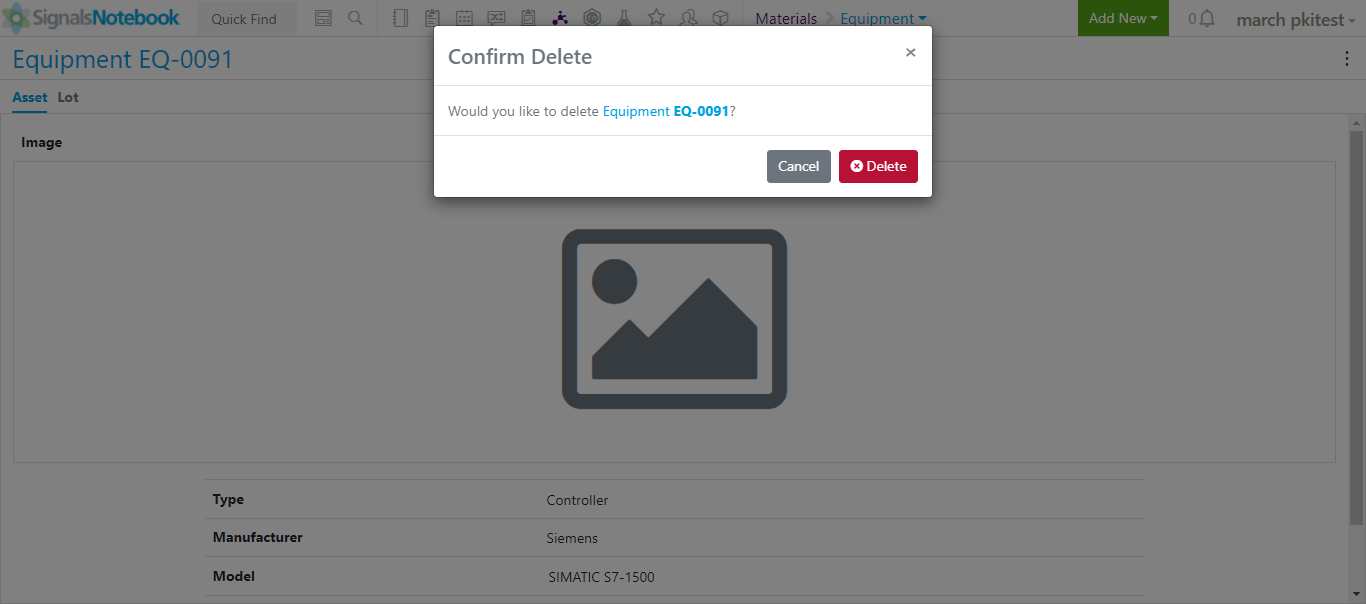 SignalsNotebook Quick Find Materials Equipment Add New 0 march pkitest
Confirm Delete ×
Equipment EQ-0091
Asset Lot
Would you like to delete Equipment EQ-0091?
Image
Cancel Delete
Type Controller
Manufacturer Siemens
Model SIMATIC S7-1500